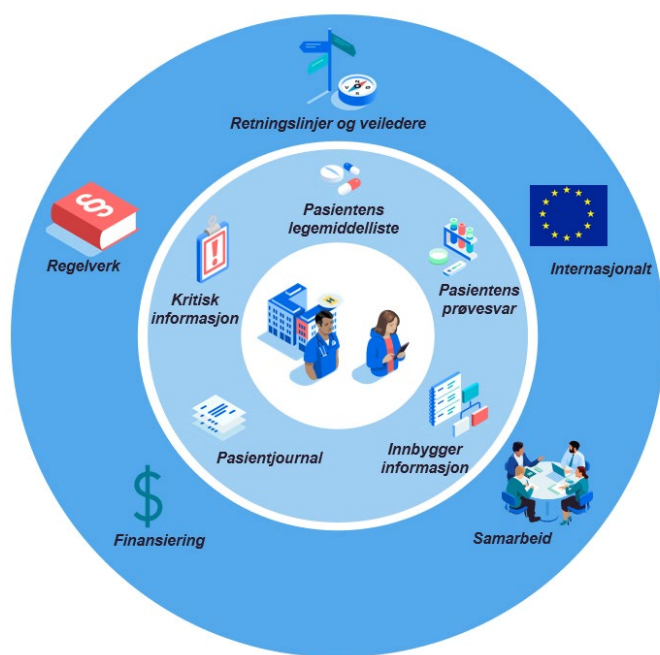 Retningslinjer og veiledere
Regelverk
Internasjonalt
Pasientens
legemiddelliste
Kritisk
informasjon
Pasientens
prøvesvar
Pasientjournal
Innbygger
informasjon
Finansiering
Samarbeid